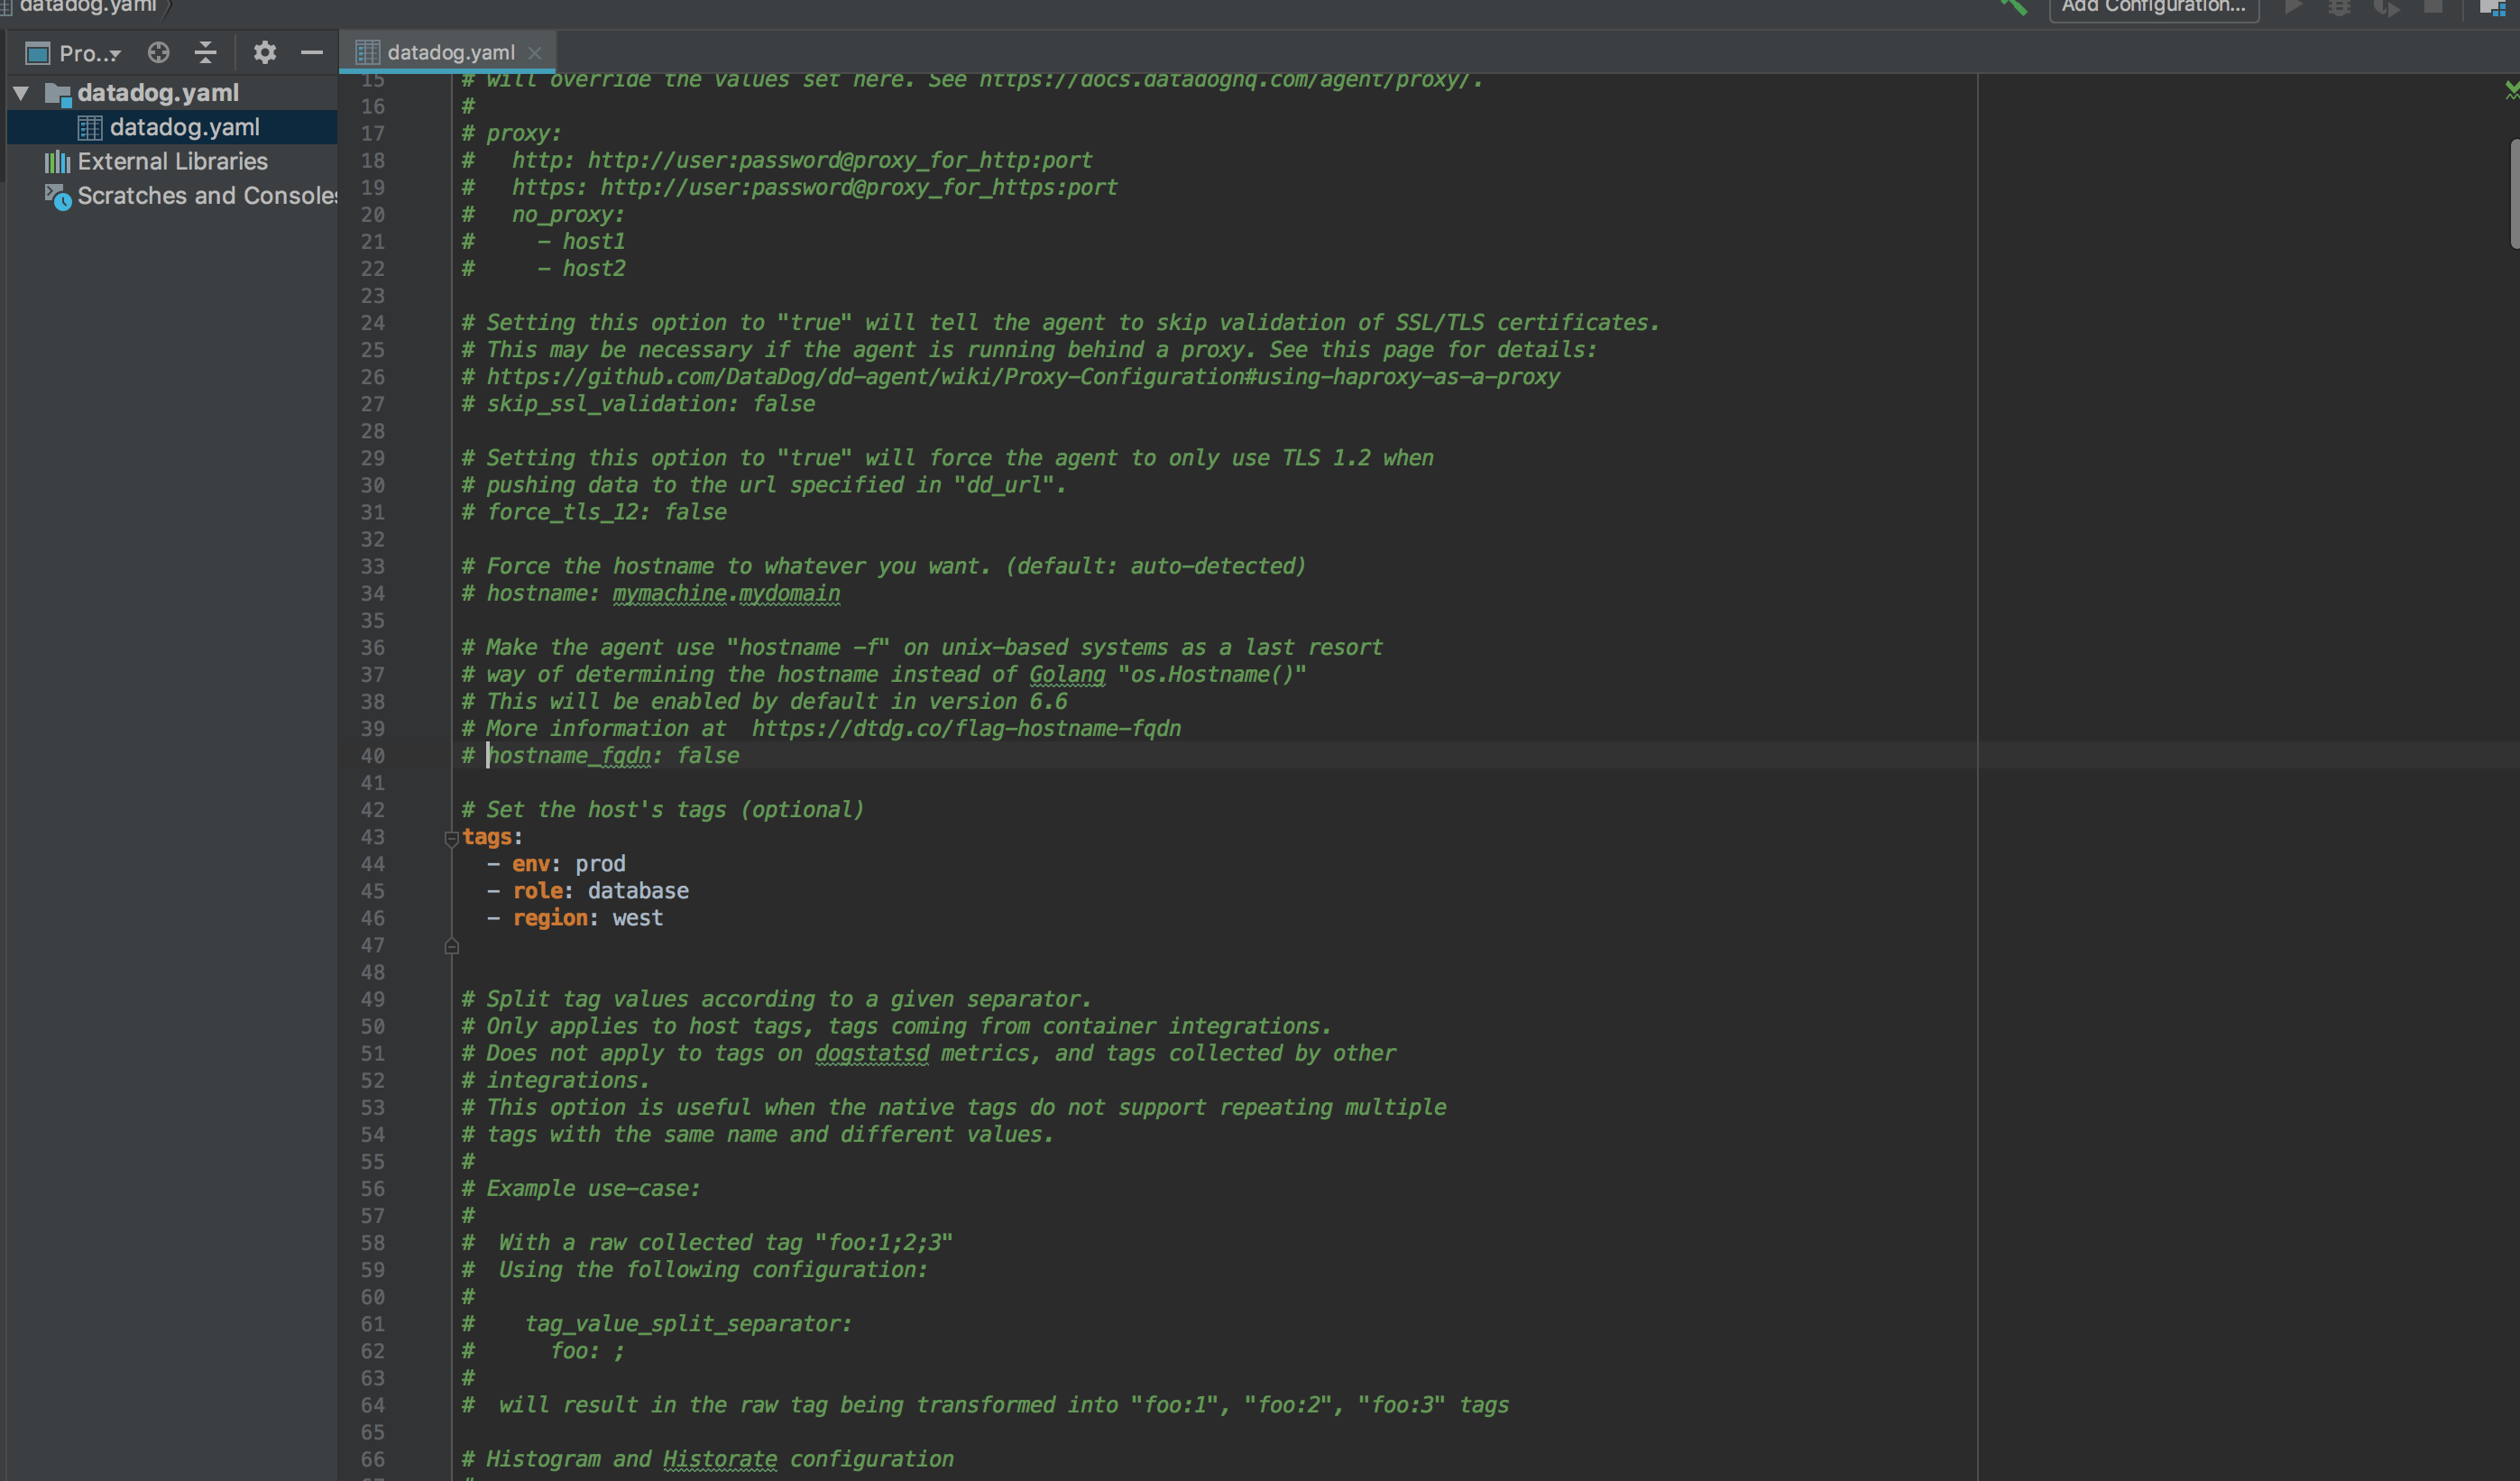 datadog.yaml
Add Configuration...
Pro...
datadog.yaml
datadog.yaml
datadog.yaml
External Libraries
Scratches and Consoles
15 # will override the values set here. See https://docs.datadoghq.com/agent/proxy/.
16 #
17 # proxy:
18 #   http: http://user:password@proxy_for_http:port
19 #   https: http://user:password@proxy_for_https:port
20 #   no_proxy:
21 #     - host1
22 #     - host2
23
24 # Setting this option to "true" will tell the agent to skip validation of SSL/TLS certificates.
25 # This may be necessary if the agent is running behind a proxy. See this page for details:
26 # https://github.com/DataDog/dd-agent/wiki/Proxy-Configuration#using-haproxy-as-a-proxy
27 # skip_ssl_validation: false
28
29 # Setting this option to "true" will force the agent to only use TLS 1.2 when
30 # pushing data to the url specified in "dd_url".
31 # force_tls_12: false
32
33 # Force the hostname to whatever you want. (default: auto-detected)
34 # hostname: mymachine.mydomain
35
36 # Make the agent use "hostname -f" on unix-based systems as a last resort
37 # way of determining the hostname instead of Golang "os.Hostname()"
38 # This will be enabled by default in version 6.6
39 # More information at  https://dtdg.co/flag-hostname-fqdn
40 # hostname_fqdn: false
41
42 # Set the host's tags (optional)
43 tags:
44   - env: prod
45   - role: database
46   - region: west
47
48
49 # Split tag values according to a given separator.
50 # Only applies to host tags, tags coming from container integrations.
51 # Does not apply to tags on dogstatsd metrics, and tags collected by other
52 # integrations.
53 # This option is useful when the native tags do not support repeating multiple
54 # tags with the same name and different values.
55 #
56 # Example use-case:
57 #
58 #  With a raw collected tag "foo:1;2;3"
59 #  Using the following configuration:
60 #
61 #    tag_value_split_separator:
62 #      foo: ;
63 #
64 #  will result in the raw tag being transformed into "foo:1", "foo:2", "foo:3" tags
65
66 # Histogram and Historate configuration